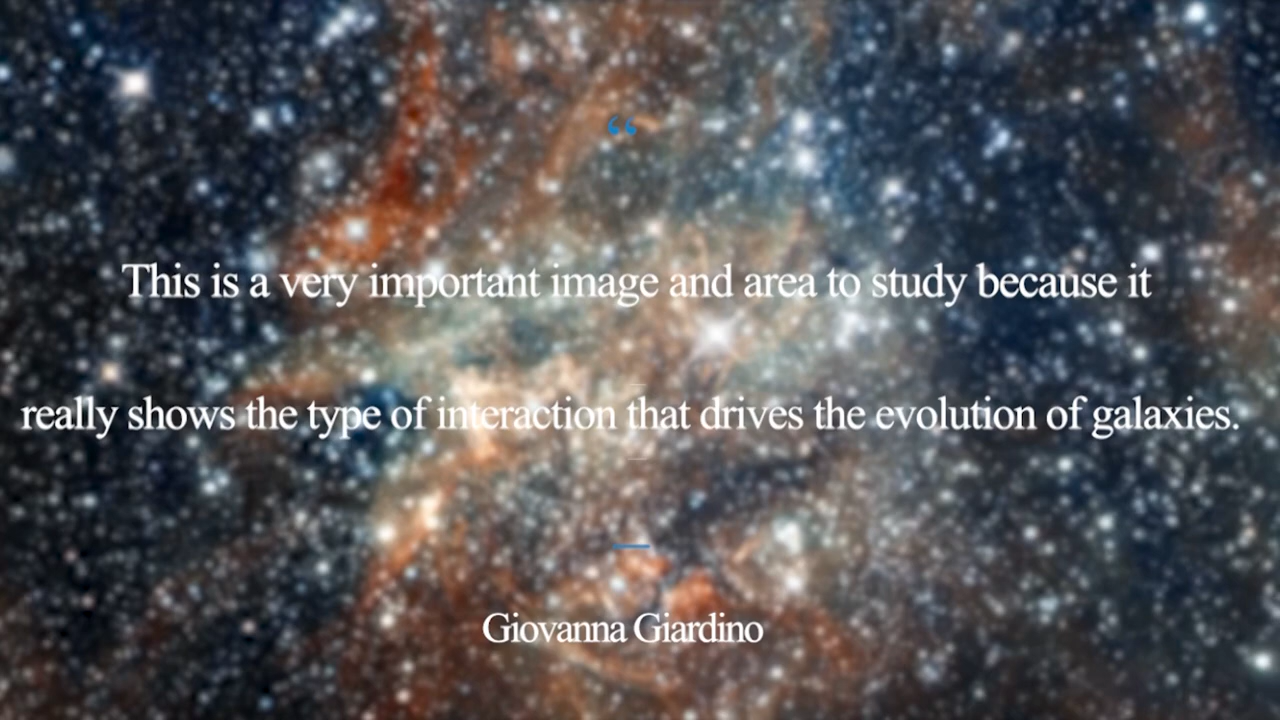 “
This is a very important image and area to study because it
really shows the type of interaction that drives the evolution of galaxies.
Giovanna Giardino